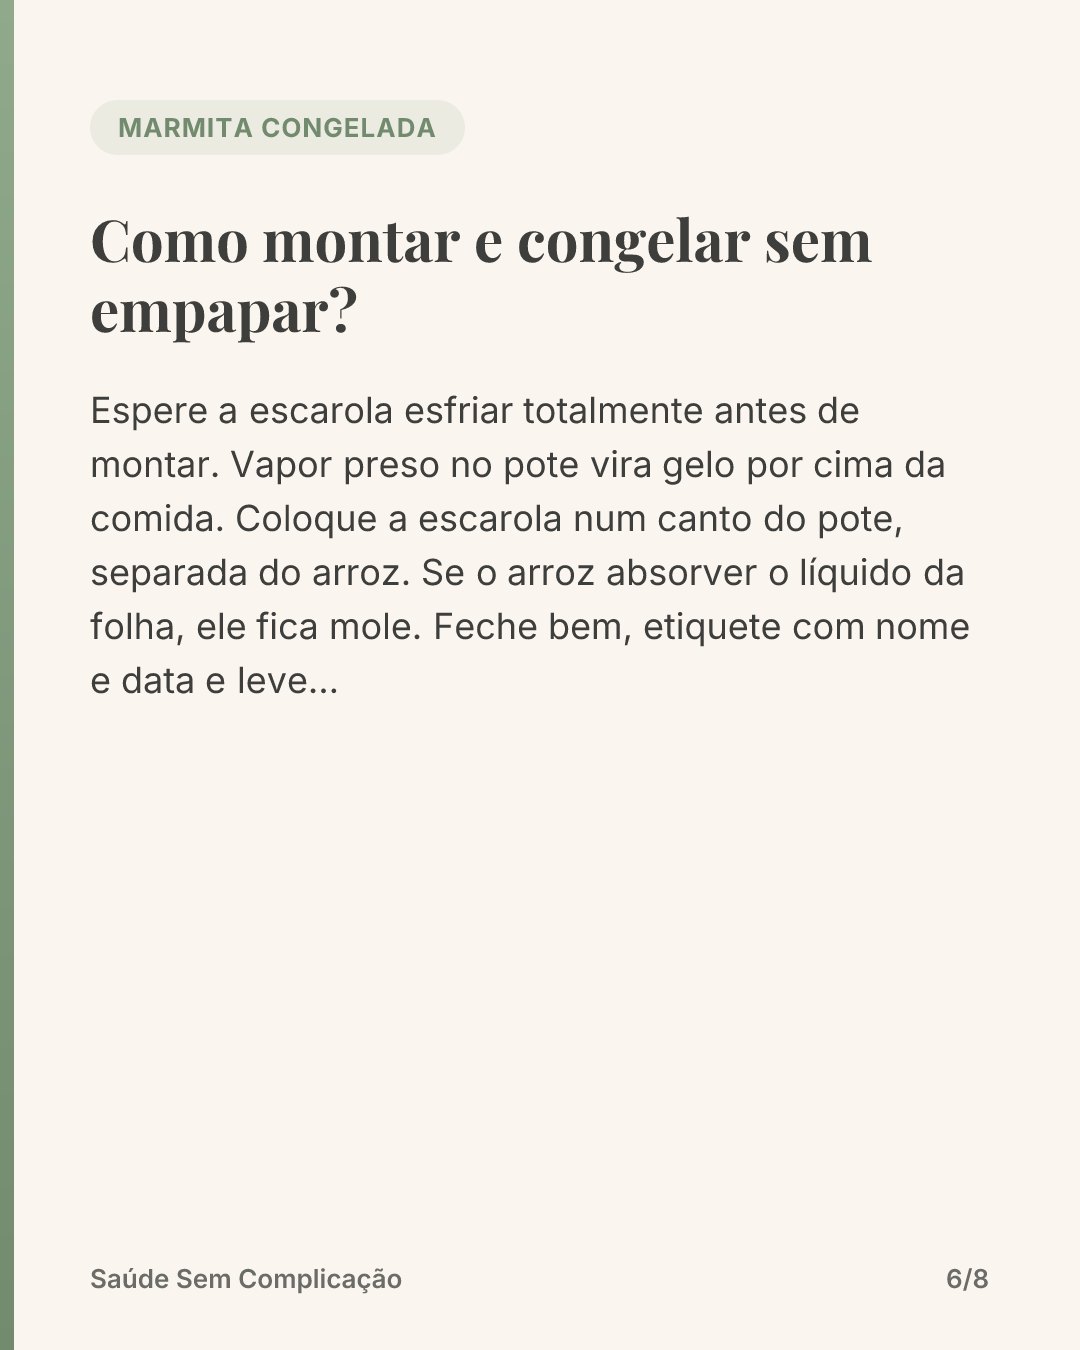 MARMITA CONGELADA
Como montar e congelar sem
empapar?
Espere a escarola esfriar totalmente antes de
montar. Vapor preso no pote vira gelo por cima da
comida. Coloque a escarola num canto do pote,
separada do arroz. Se o arroz absorver o líquido da
folha, ele fica mole. Feche bem, etiquete com nome
e data e leve...
Saúde Sem Complicação
6/8